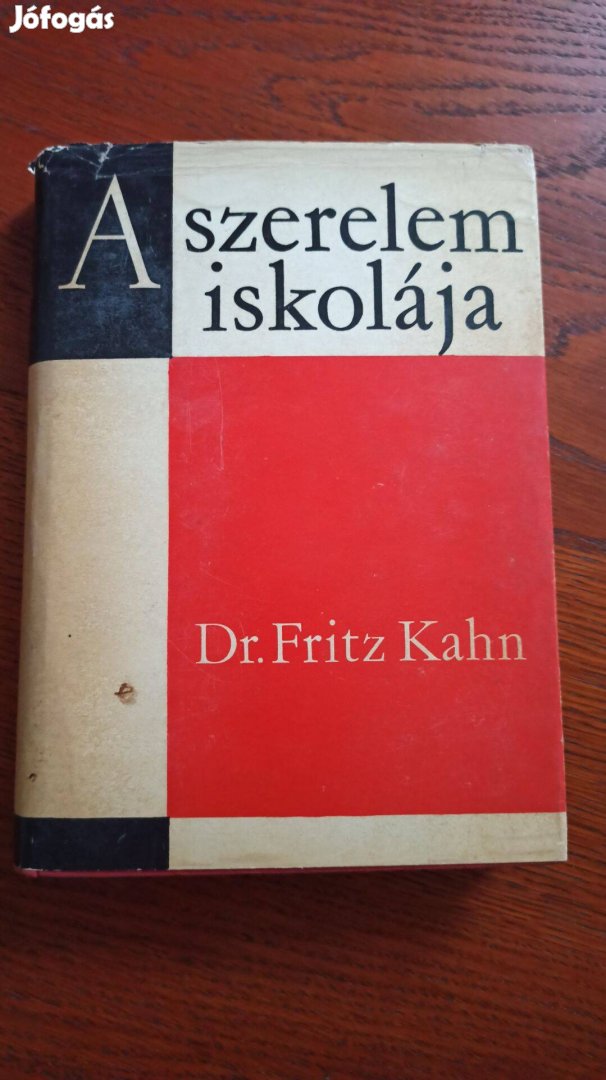 Jófogás
A szerelem
iskolája
Dr. Fritz Kahn